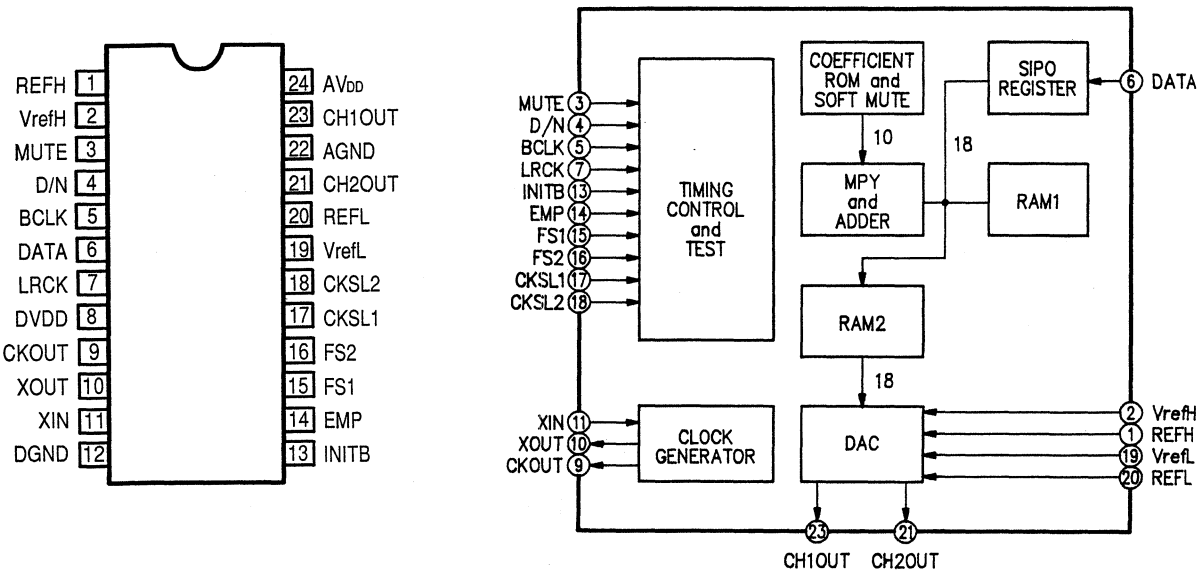 REFH 1
VrefH 2
MUTE 3
D/N 4
BCLK 5
DATA 6
LRCK 7
DVDD 8
CKOUT 9
XOUT 10
XIN 11
DGND 12
24 AVDD
23 CH1OUT
22 AGND
21 CH2OUT
20 REFL
19 VrefL
18 CKSL2
17 CKSL1
16 FS2
15 FS1
14 EMP
13 INITB
MUTE 3
D/N 4
BCLK 5
LRCK 7
INITB 13
EMP 14
FS1 15
FS2 16
CKSL1 17
CKSL2 18
TIMING
CONTROL
and
TEST
COEFFICIENT
ROM and
SOFT MUTE
10
MPY
and
ADDER
SIPO
REGISTER
6 DATA
18
RAM1
RAM2
18
DAC
XIN 11
XOUT 10
CKOUT 9
CLOCK
GENERATOR
2 VrefH
1 REFH
19 VrefL
20 REFL
23
21
CH1OUT
CH2OUT